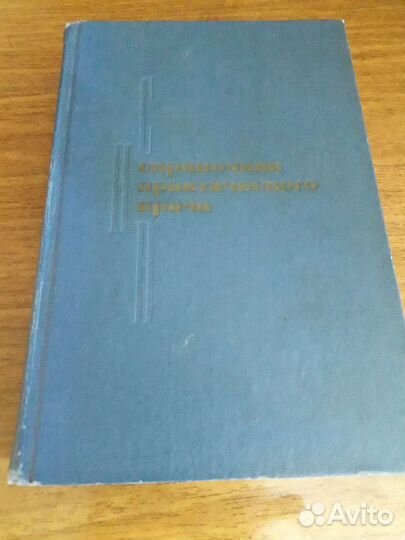 справочник
практического
врача
С
П
В
Avito